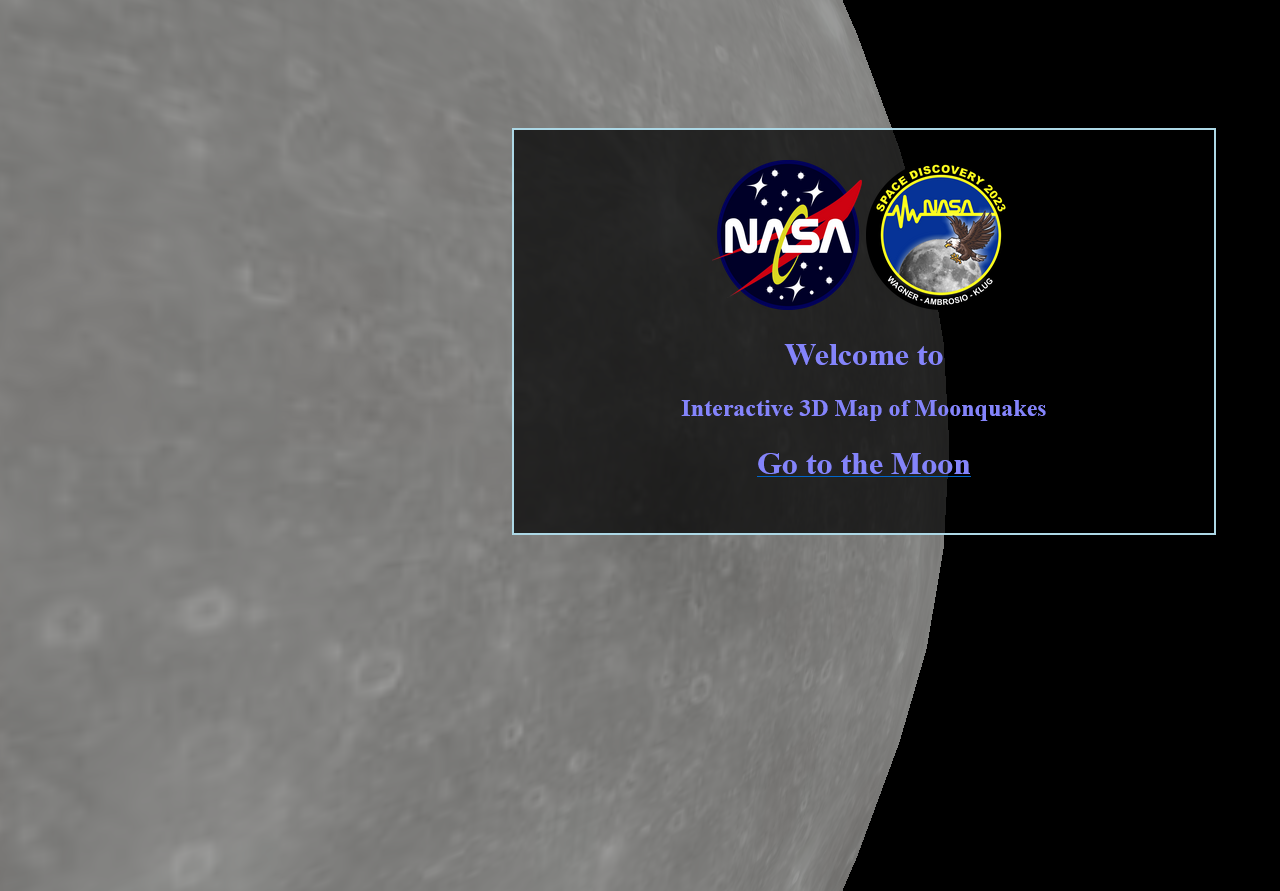 NASA
SPACE DISCOVERY 2023
NASA
WAGNER - AMBROSIO - KLUG
Welcome to
Interactive 3D Map of Moonquakes
Go to the Moon